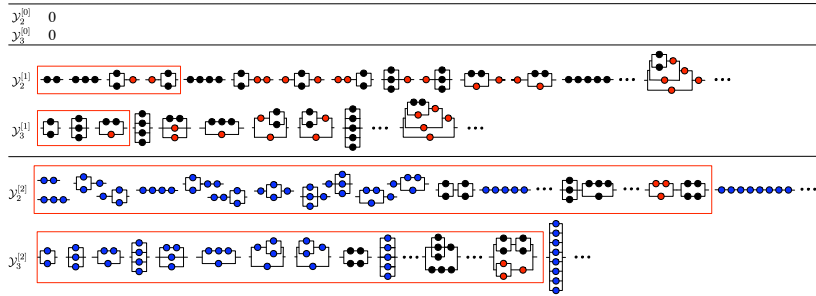 𝒴₂^[0] 0
𝒴₃^[0] 0
𝒴₂^[1] ... ...
𝒴₃^[1] ... ...
𝒴₂^[2] ... ... ...
𝒴₃^[2] ... ... ...